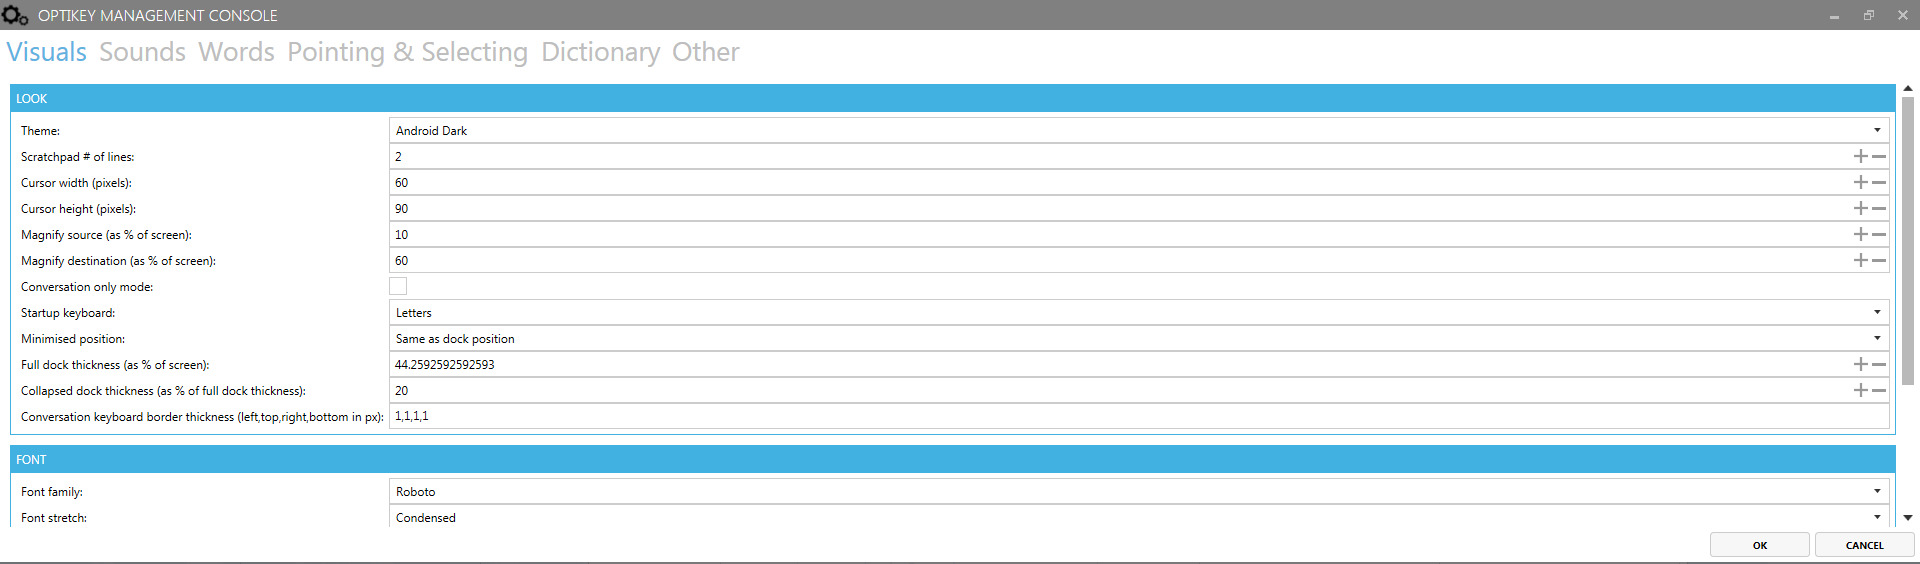 OPTIKEY MANAGEMENT CONSOLE
Visuals Sounds Words Pointing & Selecting Dictionary Other
LOOK
Theme: Android Dark
Scratchpad # of lines: 2
Cursor width (pixels): 60
Cursor height (pixels): 90
Magnify source (as % of screen): 10
Magnify destination (as % of screen): 60
Conversation only mode:
Startup keyboard: Letters
Minimised position: Same as dock position
Full dock thickness (as % of screen): 44.2592592592593
Collapsed dock thickness (as % of full dock thickness): 20
Conversation keyboard border thickness (left,top,right,bottom in px): 1,1,1,1
FONT
Font family: Roboto
Font stretch: Condensed
OK CANCEL